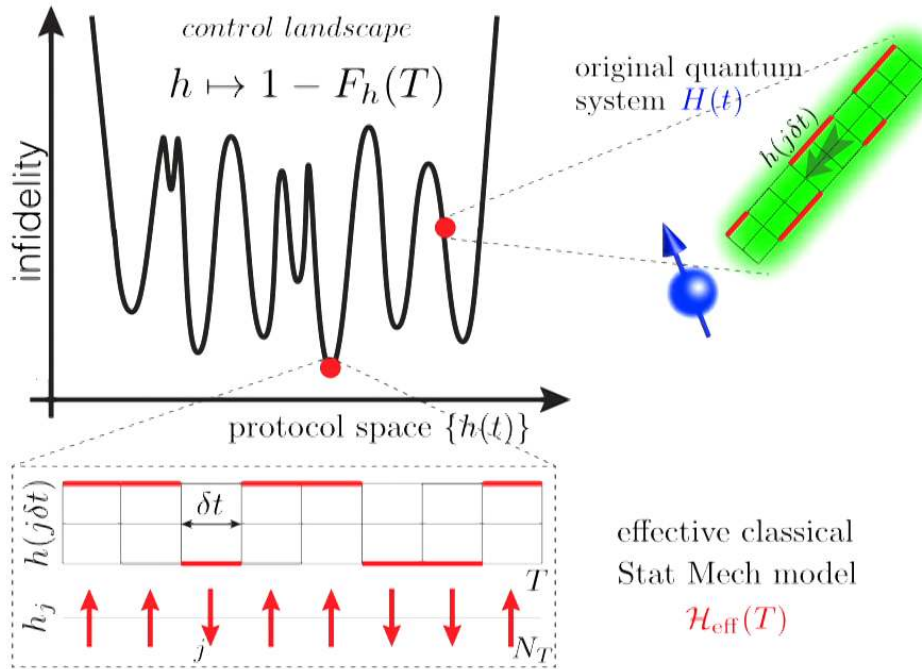 control landscape
h ↦ 1 − F_h(T)
infidelity
original quantum
system H(t)
h(jδt)
protocol space {h(t)}
h(jδt)
δt
T
h_j
j
N_T
effective classical
Stat Mech model
ℋ_eff(T)